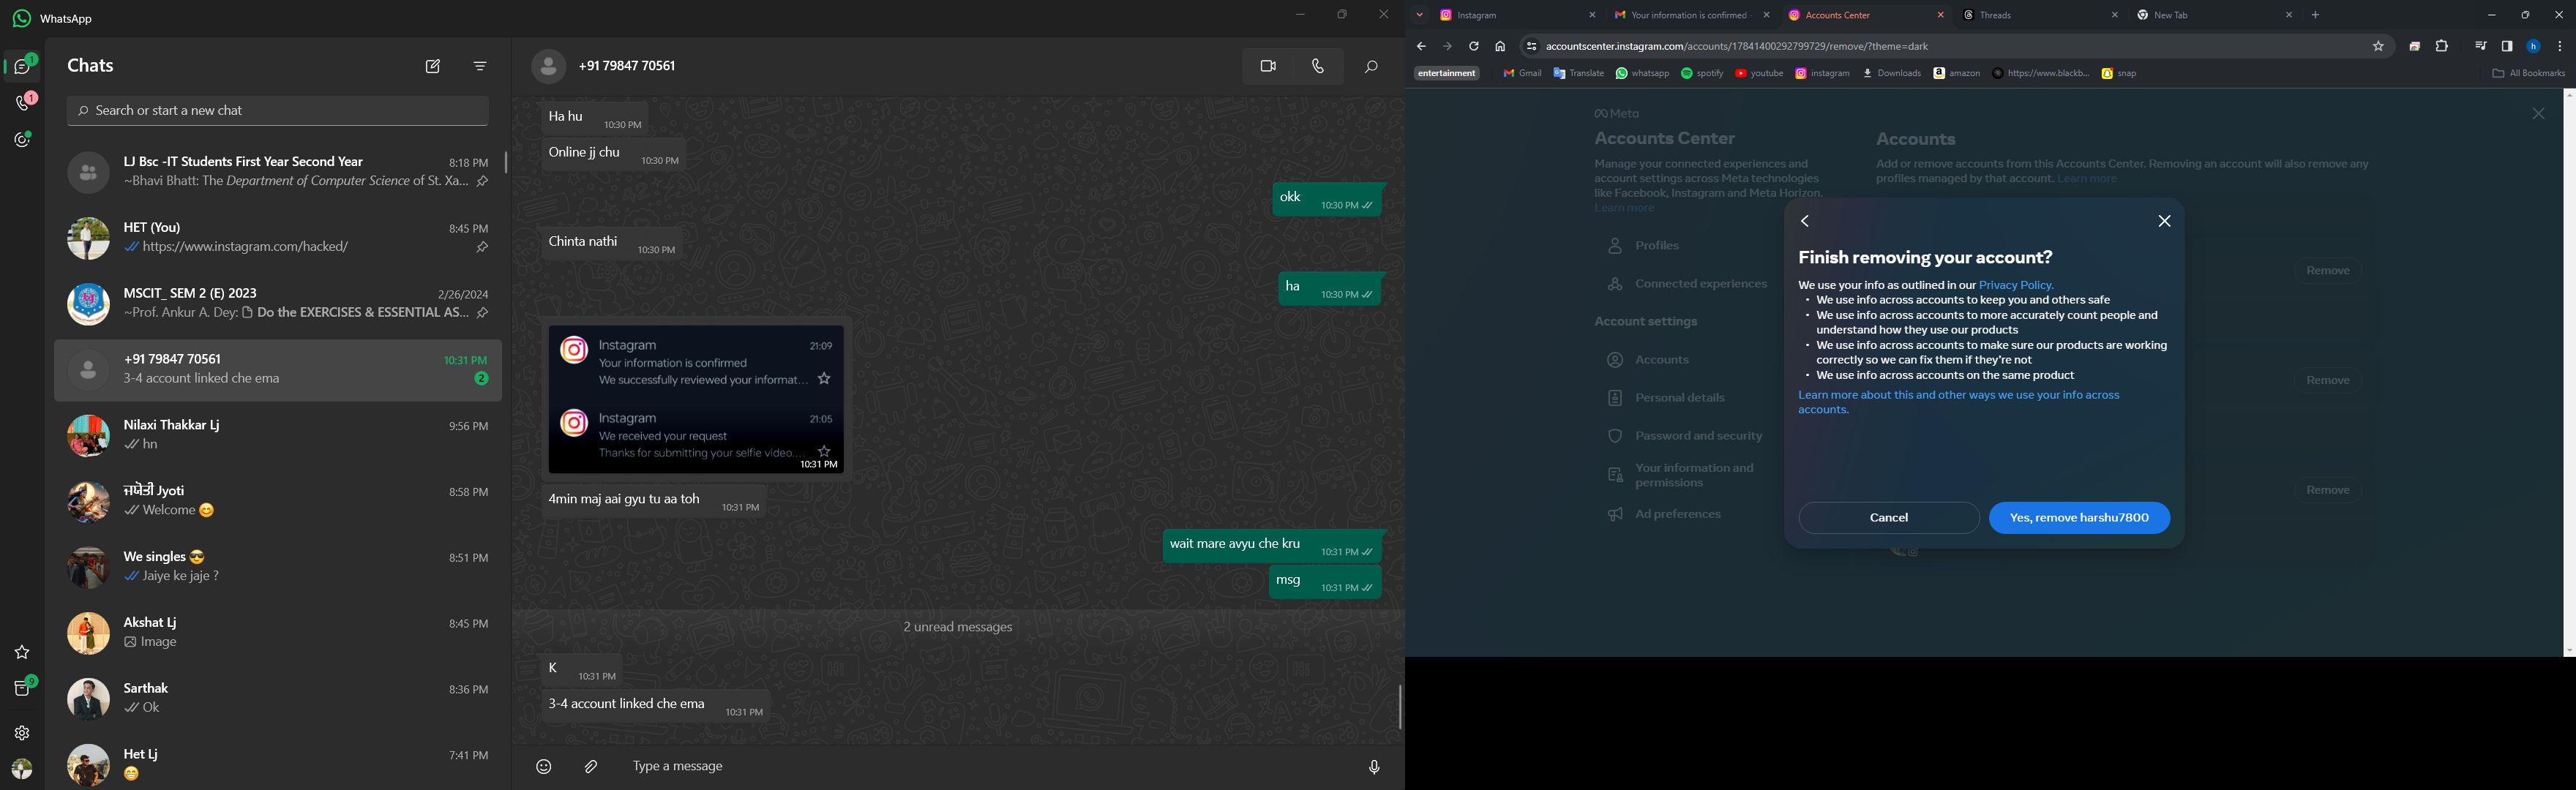 WhatsApp
1
1
Chats
Search or start a new chat
LJ Bsc -IT Students First Year Second Year
8:18 PM
~Bhavi Bhatt: The Department of Computer Science of St. Xa...
HET (You)
8:45 PM
https://www.instagram.com/hacked/
MSCIT_ SEM 2 (E) 2023
2/26/2024
~Prof. Ankur A. Dey: Do the EXERCISES & ESSENTIAL AS...
+91 79847 70561
10:31 PM
3-4 account linked che ema
2
Nilaxi Thakkar Lj
9:56 PM
hn
Jyoti
8:58 PM
Welcome 😊
We singles 😎
8:51 PM
Jaiye ke jaje ?
Akshat Lj
8:45 PM
Image
Sarthak
8:36 PM
Ok
Het Lj
7:41 PM
😁
9
+91 79847 70561
Ha hu
10:30 PM
Online jj chu
10:30 PM
okk
10:30 PM
Chinta nathi
10:30 PM
ha
10:30 PM
Instagram
21:09
Your information is confirmed
We successfully reviewed your informat...
Instagram
21:05
We received your request
Thanks for submitting your selfie video....
10:31 PM
4min maj aai gyu tu aa toh
10:31 PM
wait mare avyu che kru
10:31 PM
msg
10:31 PM
2 unread messages
K
10:31 PM
3-4 account linked che ema
10:31 PM
Type a message
Instagram
Your information is confirmed
Accounts Center
Threads
New Tab
accountscenter.instagram.com/accounts/17841400292799729/remove/?theme=dark
h
entertainment
Gmail
Translate
whatsapp
spotify
youtube
instagram
Downloads
amazon
https://www.blackb...
snap
All Bookmarks
Meta
Accounts Center
Manage your connected experiences and
account settings across Meta technologies
like Facebook, Instagram and Meta Horizon.
Learn more
Profiles
Connected experiences
Account settings
Accounts
Personal details
Password and security
Your information and
permissions
Ad preferences
Accounts
Add or remove accounts from this Accounts Center. Removing an account will also remove any
profiles managed by that account. Learn more
Remove
Remove
Remove
Finish removing your account?
We use your info as outlined in our Privacy Policy.
• We use info across accounts to keep you and others safe
• We use info across accounts to more accurately count people and
understand how they use our products
• We use info across accounts to make sure our products are working
correctly so we can fix them if they're not
• We use info across accounts on the same product
Learn more about this and other ways we use your info across
accounts.
Cancel
Yes, remove harshu7800